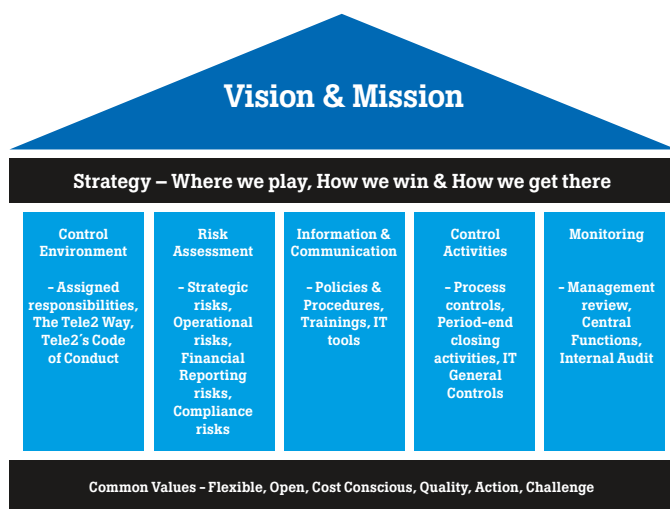 Vision & Mission
Strategy – Where we play, How we win & How we get there
Control
Environment
– Assigned
responsibilities,
The Tele2 Way,
Tele2´s Code
of Conduct
Risk
Assessment
– Strategic
risks,
Operational
risks,
Financial
Reporting
risks,
Compliance
risks
Information &
Communication
– Policies &
Procedures,
Trainings, IT
tools
Control
Activities
– Process
controls,
Period-end
closing
activities, IT
General
Controls
Monitoring
– Management
review,
Central
Functions,
Internal Audit
Common Values – Flexible, Open, Cost Conscious, Quality, Action, Challenge